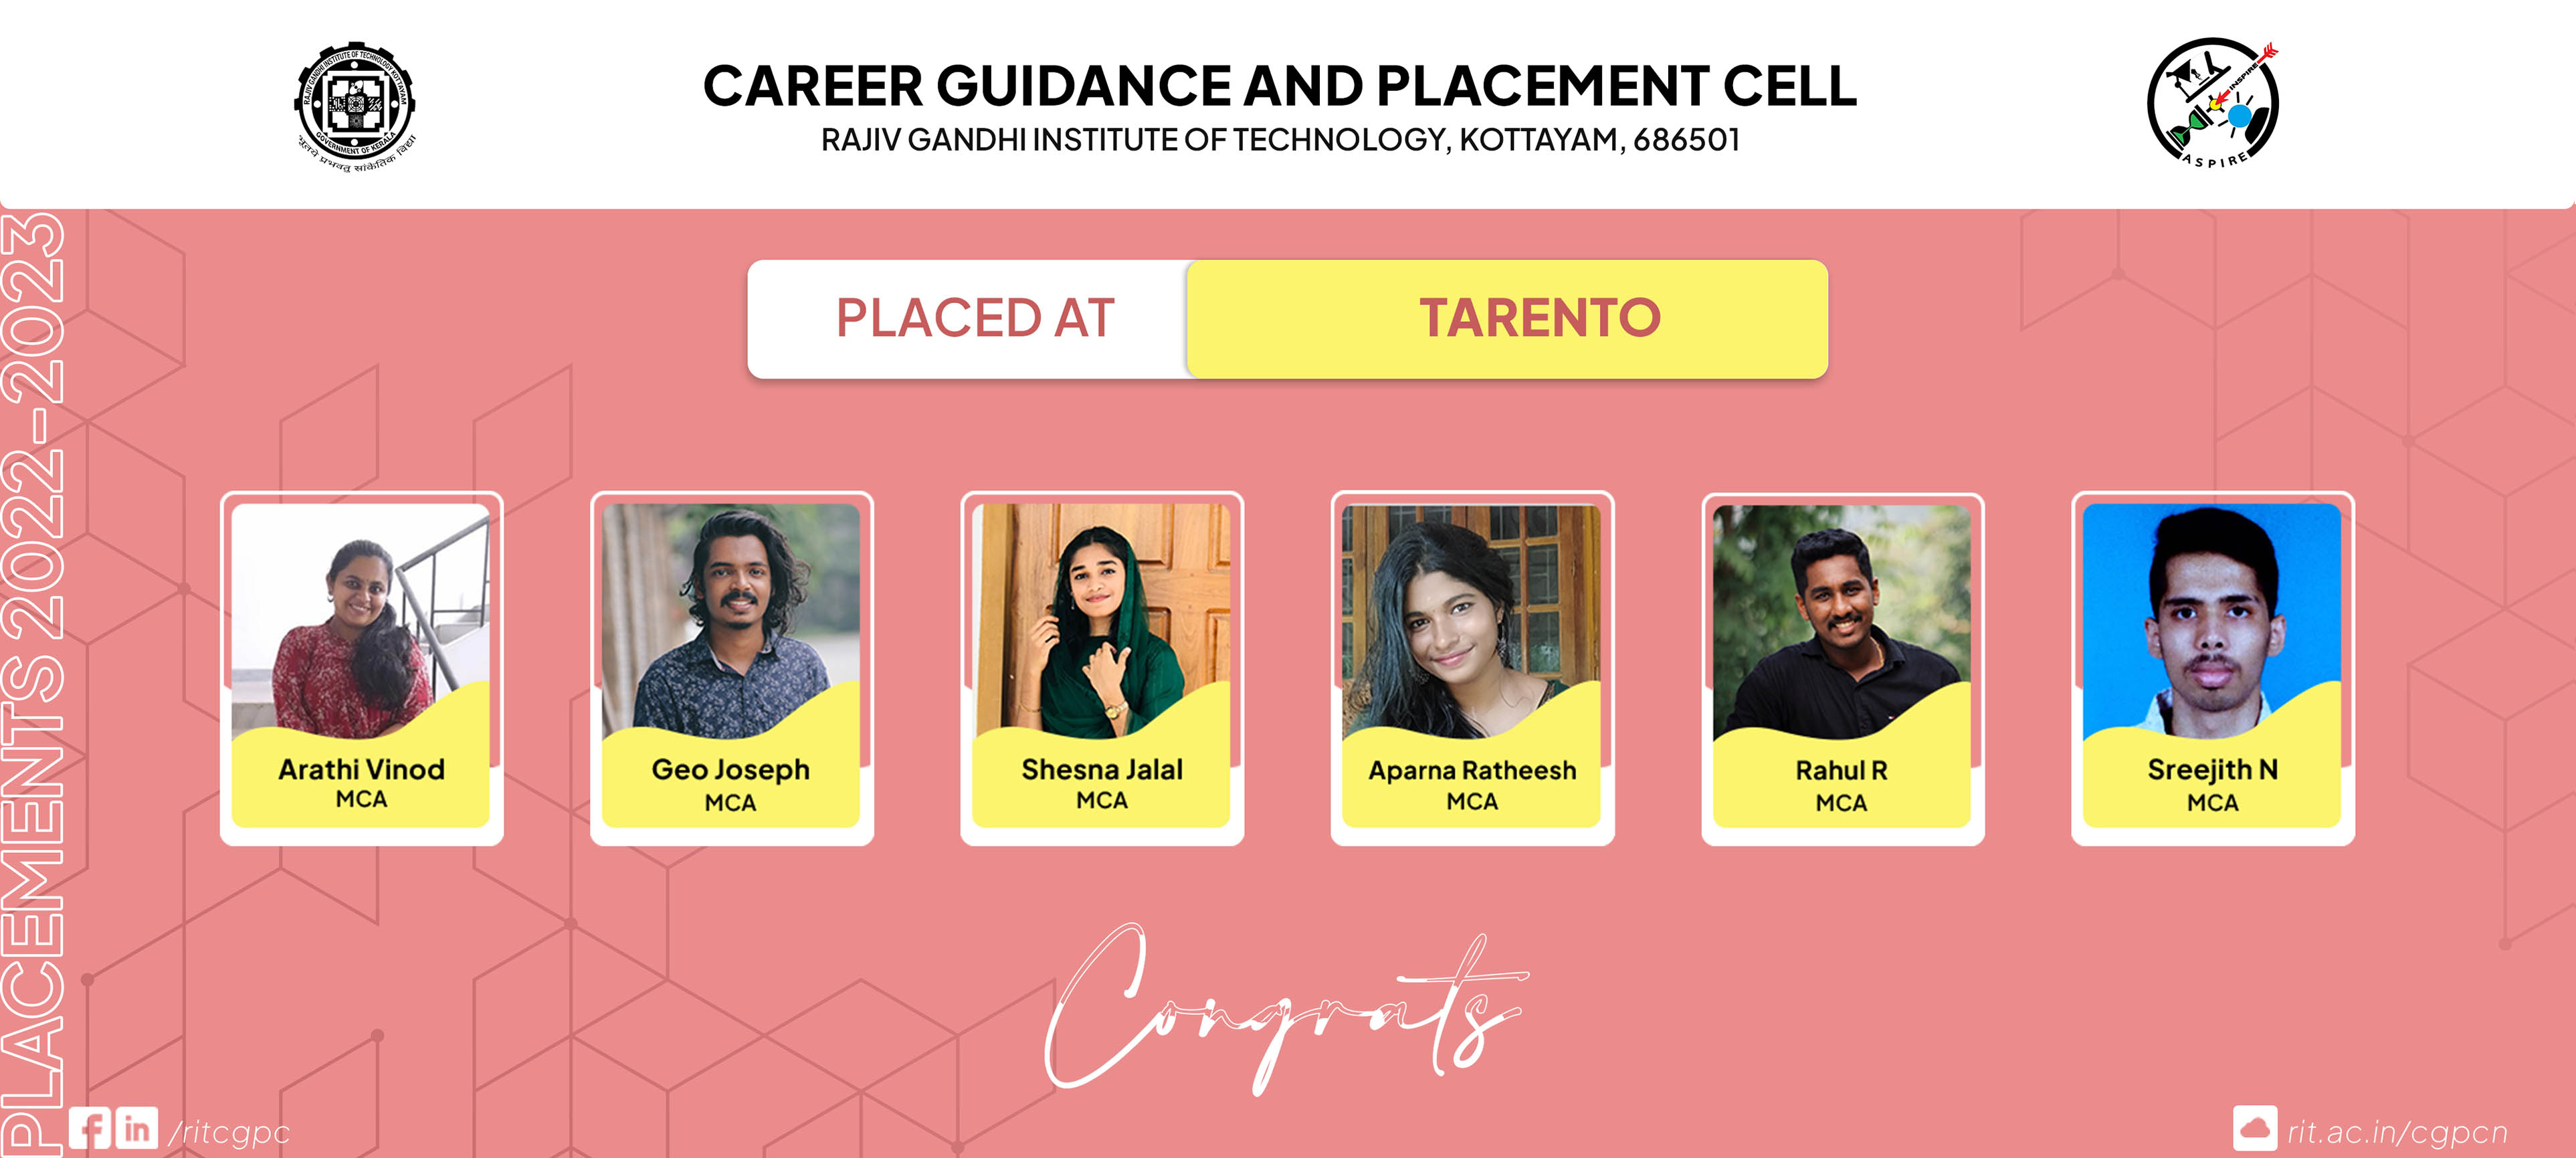 RAJIV GANDHI INSTITUTE OF TECHNOLOGY KOTTAYAM
GOVERNMENT OF KERALA
भूतये प्रभवतु सांकेतिक विद्या
CAREER GUIDANCE AND PLACEMENT CELL
RAJIV GANDHI INSTITUTE OF TECHNOLOGY, KOTTAYAM, 686501
INSPIRE
ASPIRE
PLACEMENTS 2022-2023
PLACED AT
TARENTO
Arathi Vinod
MCA
Geo Joseph
MCA
Shesna Jalal
MCA
Aparna Ratheesh
MCA
Rahul R
MCA
Sreejith N
MCA
Congrats
/ritcgpc
rit.ac.in/cgpcn